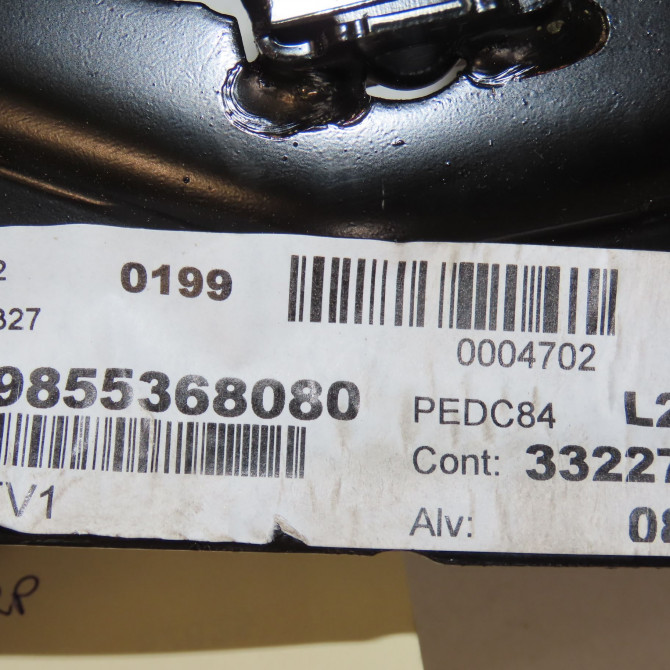 2 0199
327
0004702
9855368080
PEDC84 L2
Cont: 33227
TV1
Alv: 08